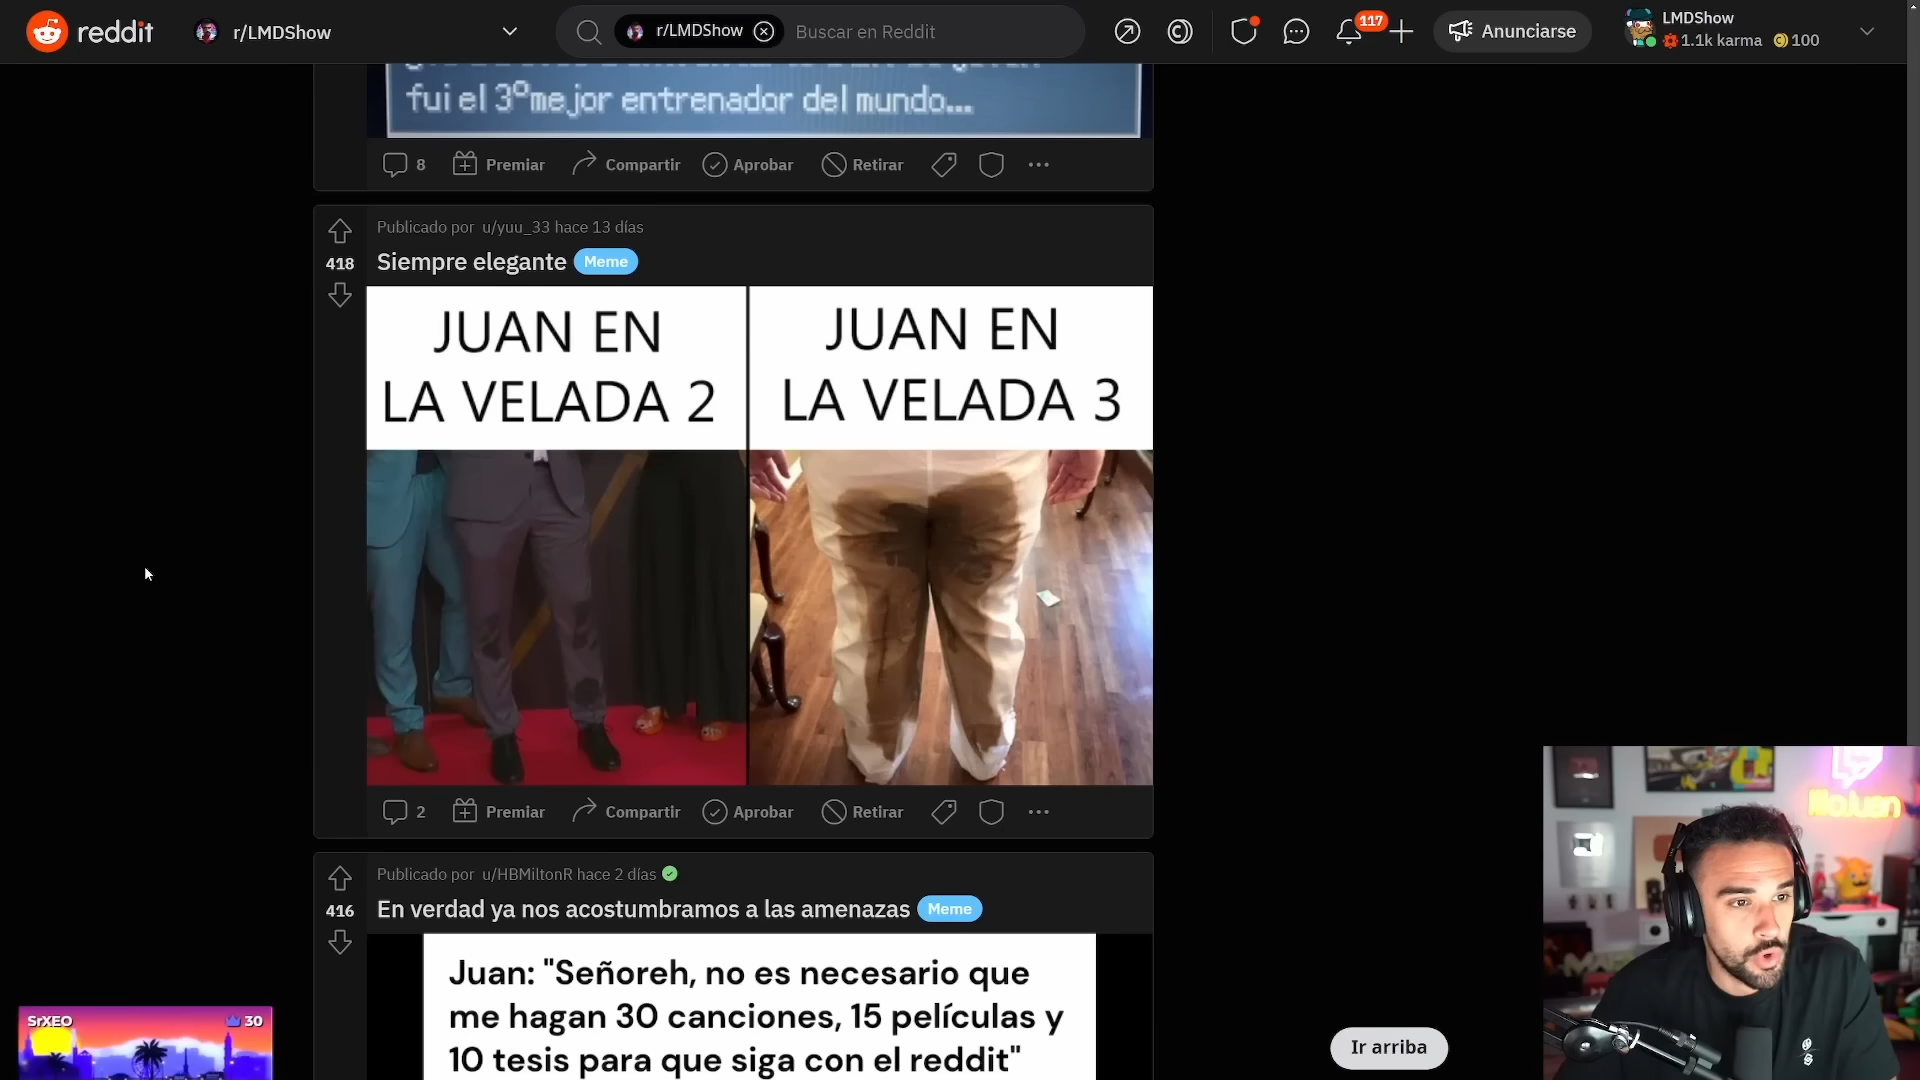 reddit
r/LMDShow
r/LMDShow
Buscar en Reddit
117
Anunciarse
LMDShow
1.1k karma
100
fui el 3º mejor entrenador del mundo...
8
Premiar
Compartir
Aprobar
Retirar
Publicado por u/yuu_33 hace 13 días
418
Siempre elegante
Meme
JUAN EN
LA VELADA 2
JUAN EN
LA VELADA 3
2
Premiar
Compartir
Aprobar
Retirar
Publicado por u/HBMiltonR hace 2 días
416
En verdad ya nos acostumbramos a las amenazas
Meme
Juan: "Señoreh, no es necesario que
me hagan 30 canciones, 15 películas y
10 tesis para que siga con el reddit"
SrXEO
30
Ir arriba